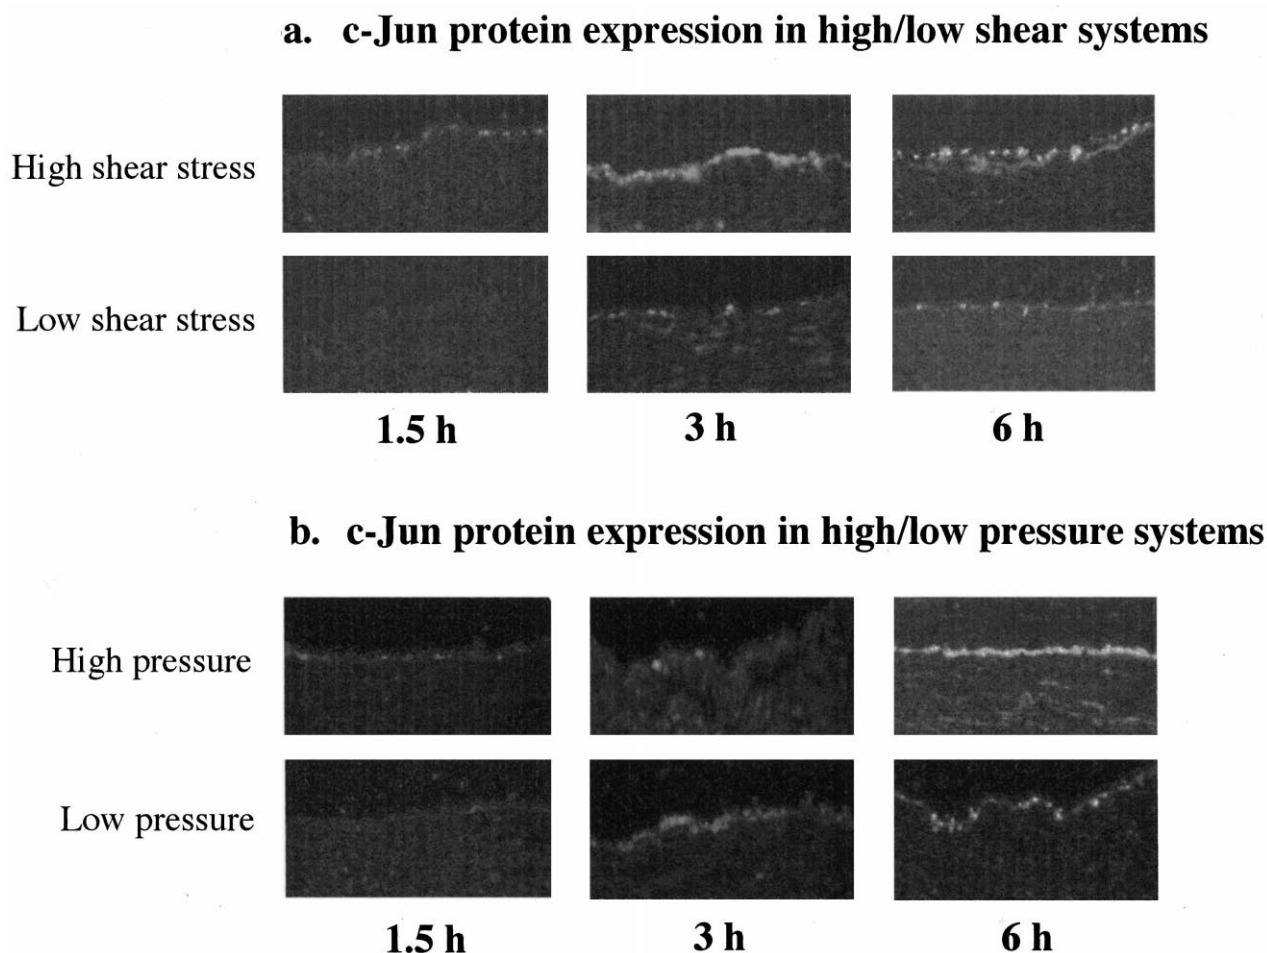 a. c-Jun protein expression in high/low shear systems
High shear stress
Low shear stress
1.5 h 3 h 6 h
b. c-Jun protein expression in high/low pressure systems
High pressure
Low pressure
1.5 h 3 h 6 h